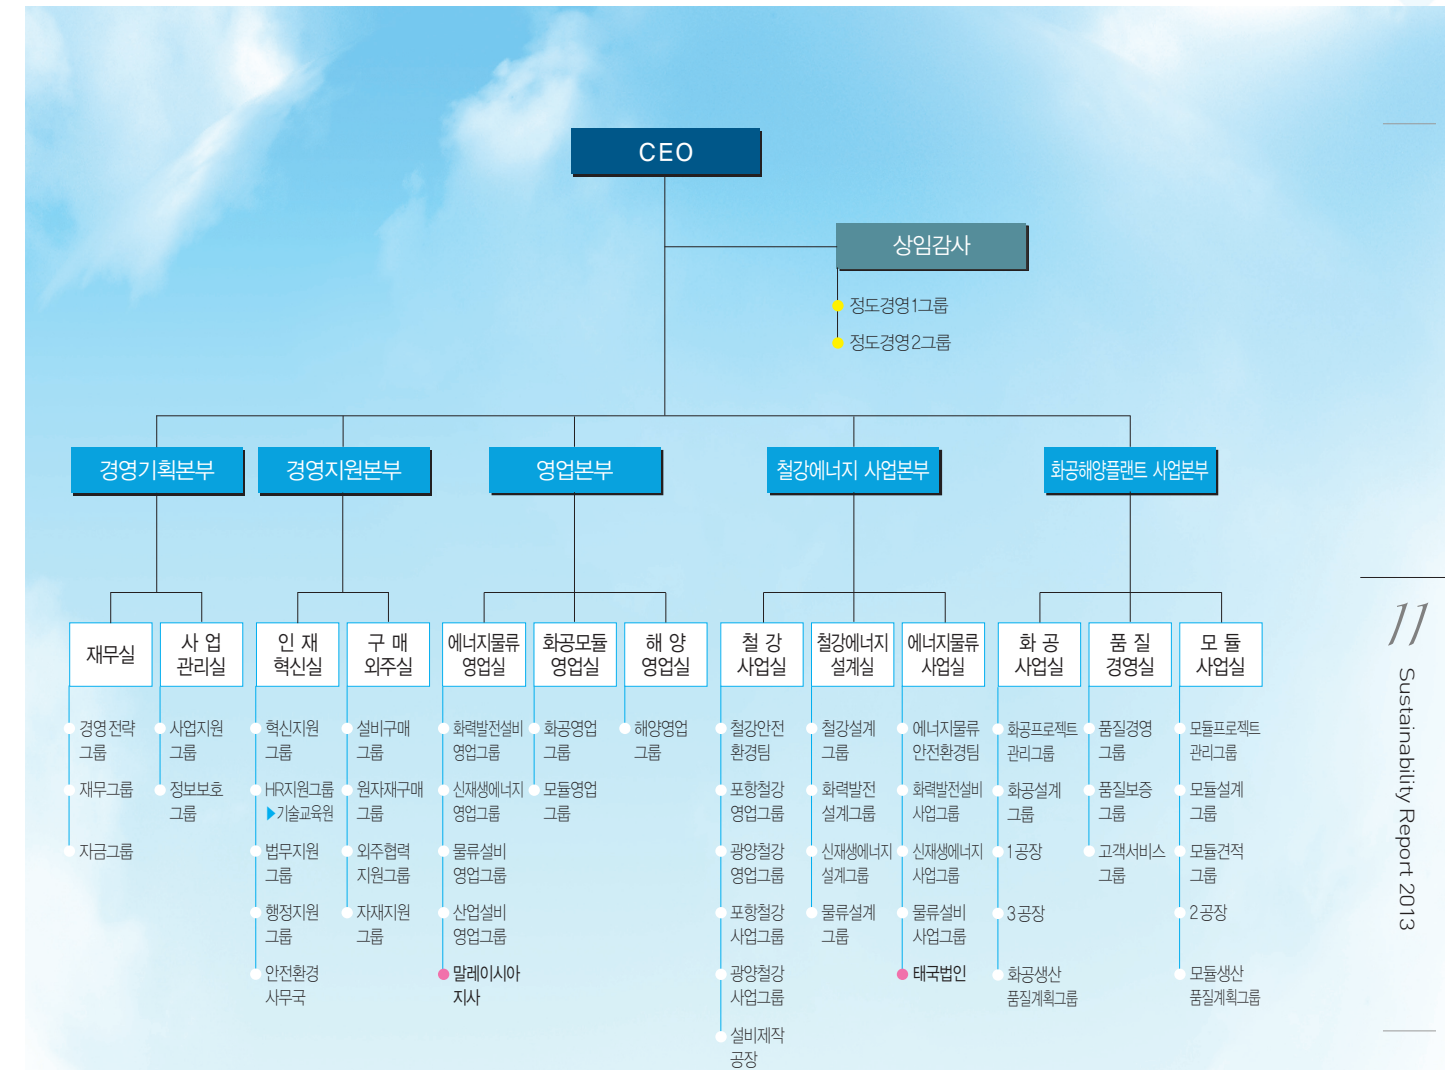 CEO
상임감사
정도경영1그룹
정도경영2그룹
경영기획본부
경영지원본부
영업본부
철강에너지 사업본부
화공해양플랜트 사업본부
재무실
경영전략
그룹
재무그룹
자금그룹
사 업
관리실
사업지원
그룹
정보보호
그룹
인 재
혁신실
혁신지원
그룹
HR지원그룹
▶기술교육원
법무지원
그룹
행정지원
그룹
안전환경
사무국
구 매
외주실
설비구매
그룹
원자재구매
그룹
외주협력
지원그룹
자재지원
그룹
에너지물류
영업실
화력발전설비
영업그룹
신재생에너지
영업그룹
물류설비
영업그룹
산업설비
영업그룹
말레이시아
지사
화공모듈
영업실
화공영업
그룹
모듈영업
그룹
해 양
영업실
해양영업
그룹
철 강
사업실
철강안전
환경팀
포항철강
영업그룹
광양철강
영업그룹
포항철강
사업그룹
광양철강
사업그룹
설비제작
공장
철강에너지
설계실
철강설계
그룹
화력발전
설계그룹
신재생에너지
설계그룹
물류설계
그룹
에너지물류
사업실
에너지물류
안전환경팀
화력발전설비
사업그룹
신재생에너지
사업그룹
물류설비
사업그룹
태국법인
화 공
사업실
화공프로젝트
관리그룹
화공설계
그룹
1공장
3공장
화공생산
품질계획그룹
품 질
경영실
품질경영
그룹
품질보증
그룹
고객서비스
그룹
모 듈
사업실
모듈프로젝트
관리그룹
모듈설계
그룹
모듈견적
그룹
2공장
모듈생산
품질계획그룹
11
Sustainability Report 2013